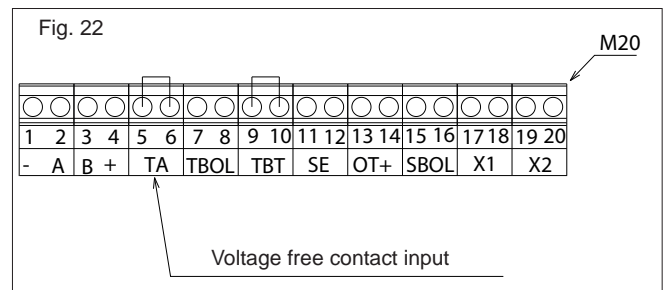 Fig. 22
M20
1 2 3 4 5 6 7 8 9 10 11 12 13 14 15 16 17 18 19 20
- A B + TA TBOL TBT SE OT+ SBOL X1 X2
Voltage free contact input